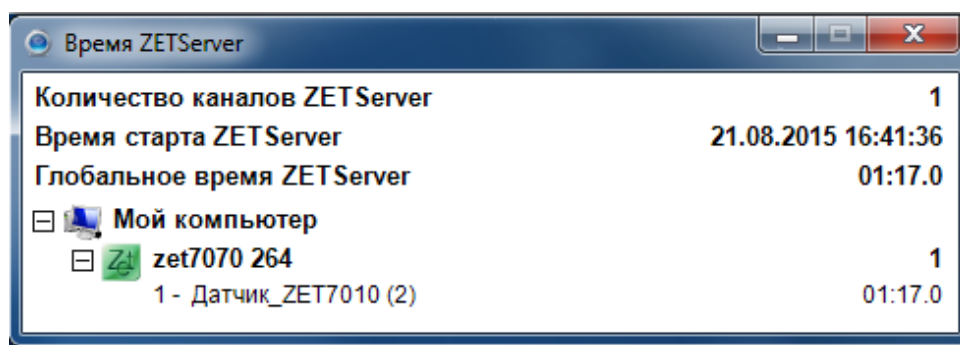 Время ZETServer
Количество каналов ZETServer 1
Время старта ZETServer 21.08.2015 16:41:36
Глобальное время ZETServer 01:17.0
Мой компьютер
Zet zet7070 264 1
1 - Датчик_ZET7010 (2) 01:17.0